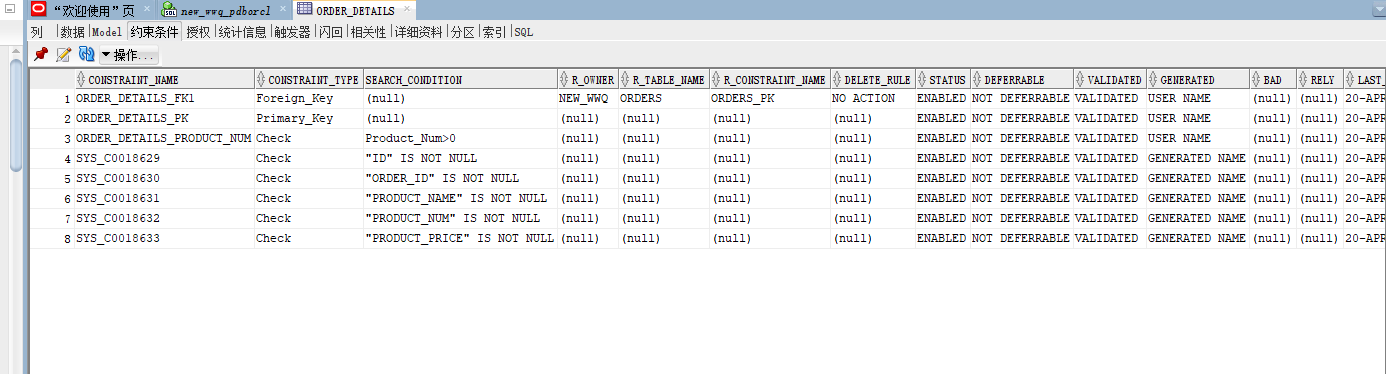 “欢迎使用”页 new_wwq_pdborcl ORDER_DETAILS
列 数据 Model 约束条件 授权 统计信息 触发器 闪回 相关性 详细资料 分区 索引 SQL
操作...
CONSTRAINT_NAME CONSTRAINT_TYPE SEARCH_CONDITION R_OWNER R_TABLE_NAME R_CONSTRAINT_NAME DELETE_RULE STATUS DEFERRABLE VALIDATED GENERATED BAD RELY LAST_
1 ORDER_DETAILS_FK1 Foreign_Key (null) NEW_WWQ ORDERS ORDERS_PK NO ACTION ENABLED NOT DEFERRABLE VALIDATED USER NAME (null) (null) 20-APR
2 ORDER_DETAILS_PK Primary_Key (null) (null) (null) (null) (null) ENABLED NOT DEFERRABLE VALIDATED USER NAME (null) (null) 20-APR
3 ORDER_DETAILS_PRODUCT_NUM Check Product_Num>0 (null) (null) (null) (null) ENABLED NOT DEFERRABLE VALIDATED USER NAME (null) (null) 20-APR
4 SYS_C0018629 Check "ID" IS NOT NULL (null) (null) (null) (null) ENABLED NOT DEFERRABLE VALIDATED GENERATED NAME (null) (null) 20-APR
5 SYS_C0018630 Check "ORDER_ID" IS NOT NULL (null) (null) (null) (null) ENABLED NOT DEFERRABLE VALIDATED GENERATED NAME (null) (null) 20-APR
6 SYS_C0018631 Check "PRODUCT_NAME" IS NOT NULL (null) (null) (null) (null) ENABLED NOT DEFERRABLE VALIDATED GENERATED NAME (null) (null) 20-APR
7 SYS_C0018632 Check "PRODUCT_NUM" IS NOT NULL (null) (null) (null) (null) ENABLED NOT DEFERRABLE VALIDATED GENERATED NAME (null) (null) 20-APR
8 SYS_C0018633 Check "PRODUCT_PRICE" IS NOT NULL (null) (null) (null) (null) ENABLED NOT DEFERRABLE VALIDATED GENERATED NAME (null) (null) 20-APR